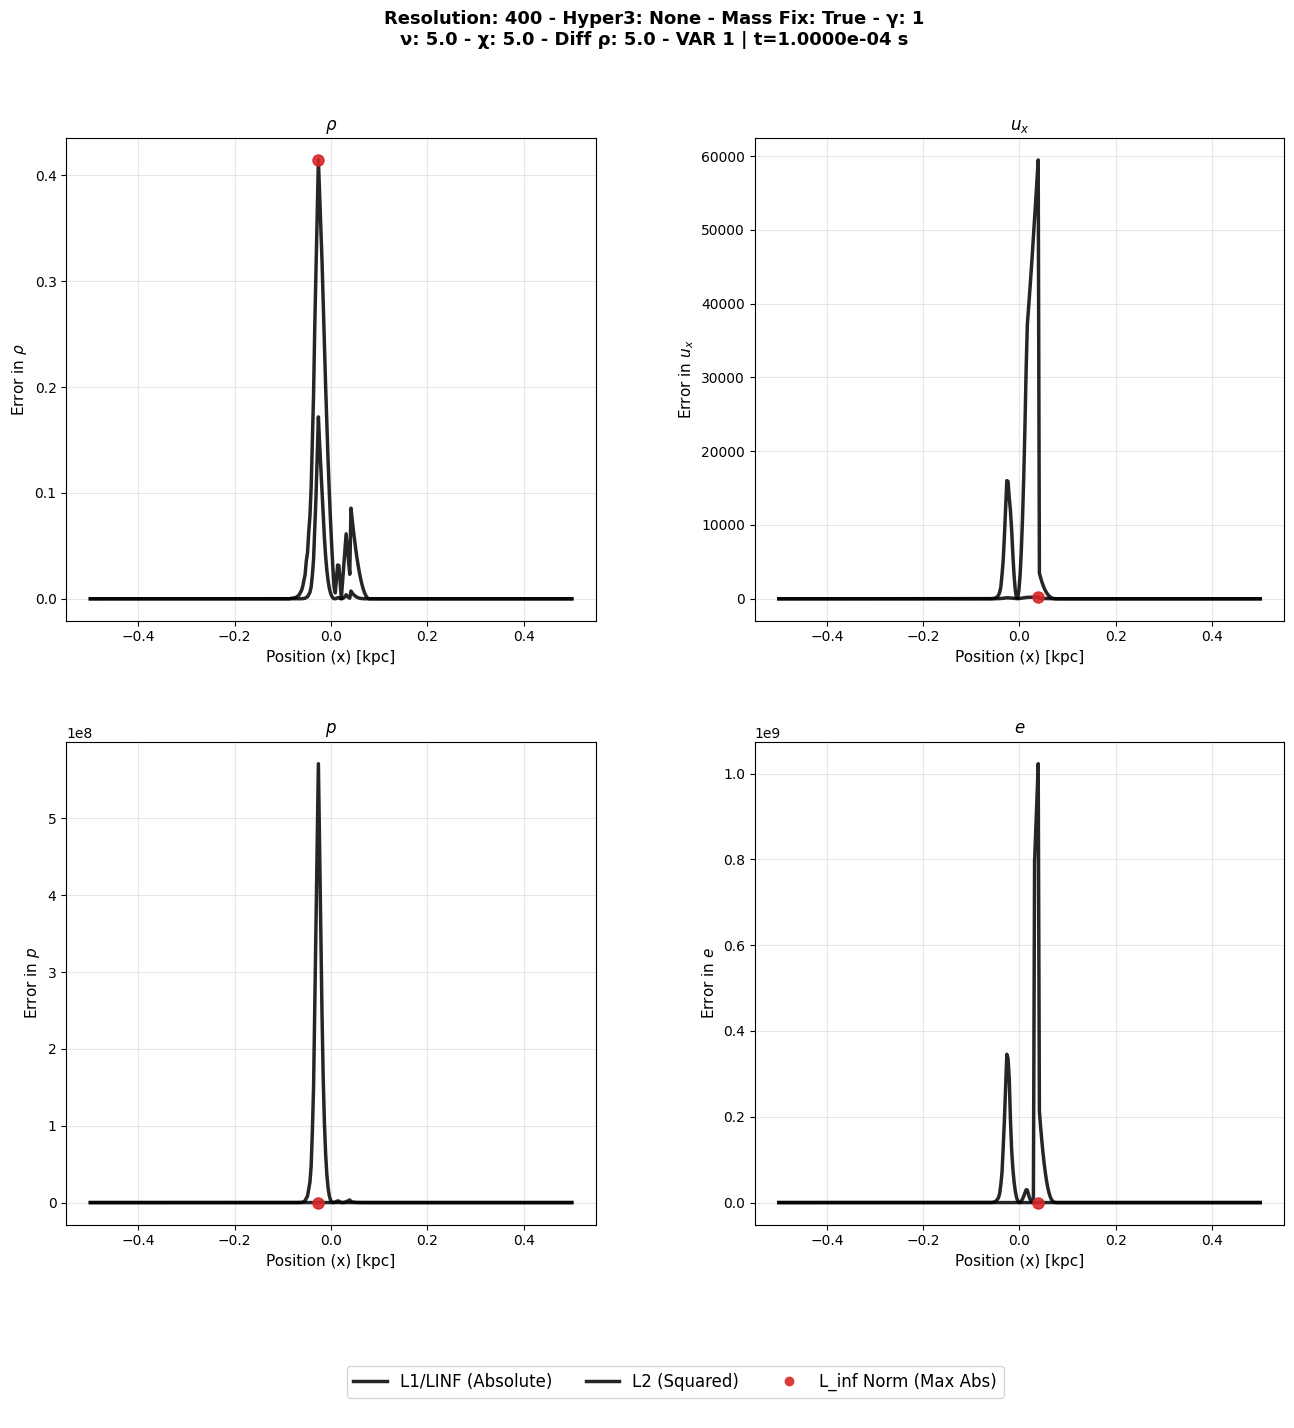 Resolution: 400 - Hyper3: None - Mass Fix: True - γ: 1
ν: 5.0 - χ: 5.0 - Diff ρ: 5.0 - VAR 1 | t=1.0000e-04 s
ρ
Error in ρ
0.4
0.3
0.2
0.1
0.0
−0.4
−0.2
0.0
0.2
0.4
Position (x) [kpc]
u_x
Error in u_x
60000
50000
40000
30000
20000
10000
0
−0.4
−0.2
0.0
0.2
0.4
Position (x) [kpc]
p
1e8
Error in p
5
4
3
2
1
0
−0.4
−0.2
0.0
0.2
0.4
Position (x) [kpc]
e
1e9
Error in e
1.0
0.8
0.6
0.4
0.2
0.0
−0.4
−0.2
0.0
0.2
0.4
Position (x) [kpc]
L1/LINF (Absolute)
L2 (Squared)
L_inf Norm (Max Abs)